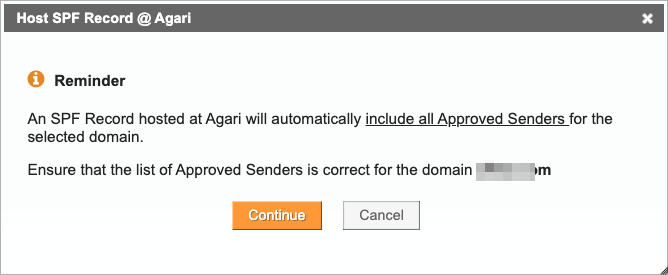 Host SPF Record @ Agari
Reminder
An SPF Record hosted at Agari will automatically include all Approved Senders for the
selected domain.
Ensure that the list of Approved Senders is correct for the domain
Continue Cancel